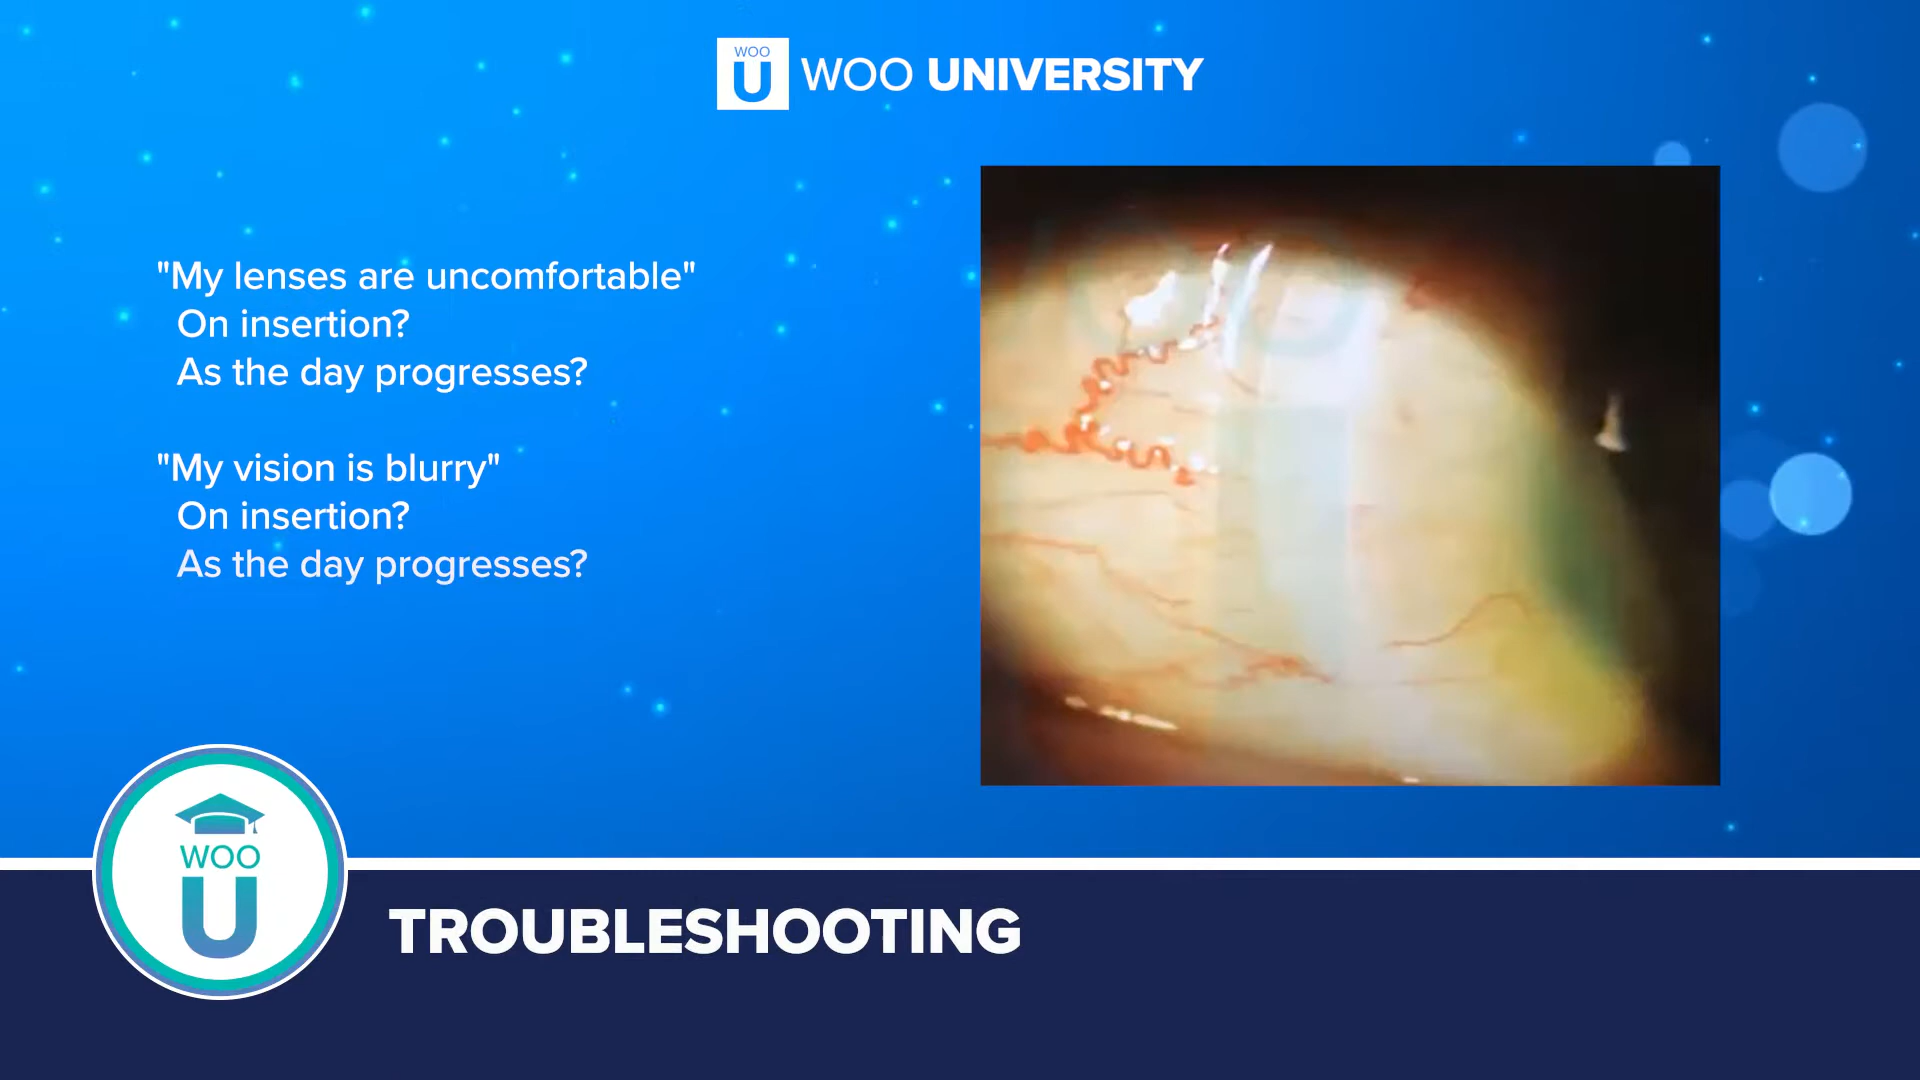 WOO
U
WOO UNIVERSITY
"My lenses are uncomfortable"
On insertion?
As the day progresses?
"My vision is blurry"
On insertion?
As the day progresses?
WOO
U
TROUBLESHOOTING